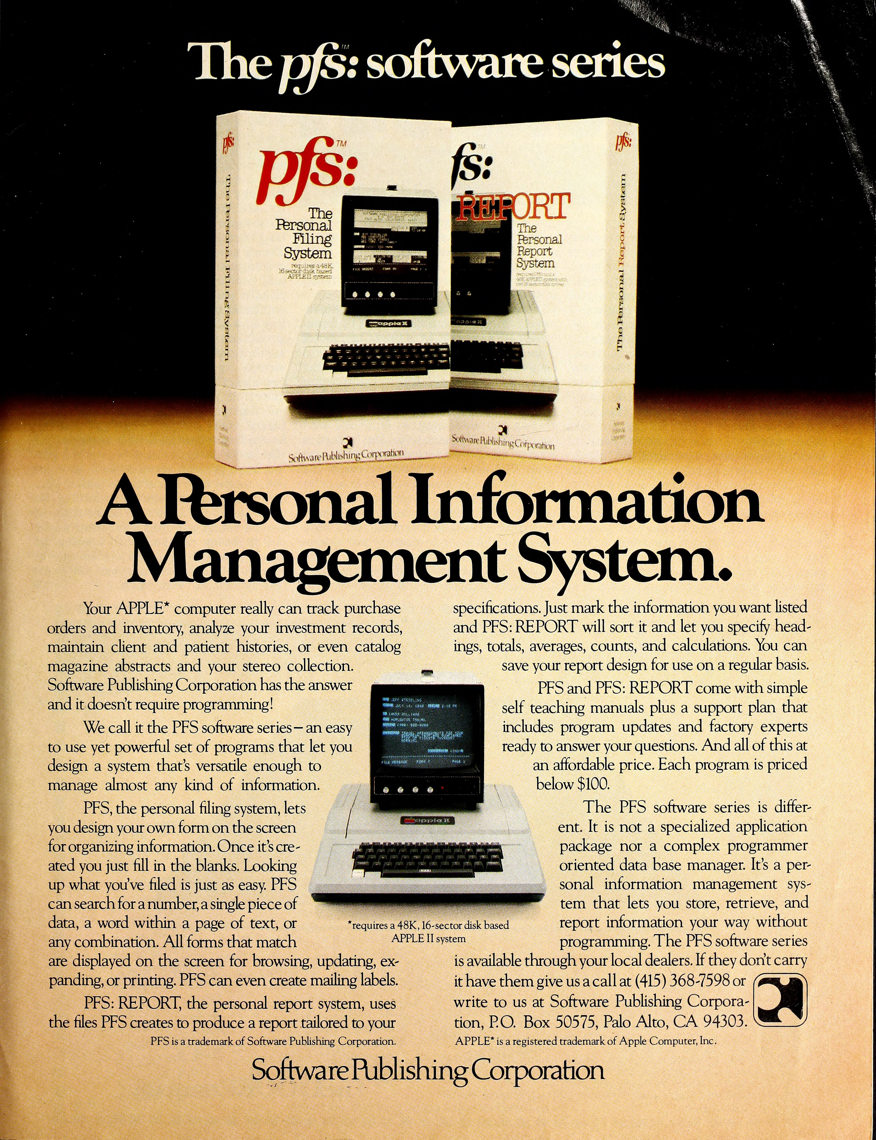 The pfs:™ software series
pfs:
The Personal Filing System
pfs:™
The
Personal
Filing
System
requires a 48K,
16-sector disk based
APPLE II system
apple II
Software Publishing Corporation
fs:™
REPORT
The
Personal
Report
System
Software Publishing Corporation
pfs:
The Personal Report System
A Personal Information
Management System.
Your APPLE* computer really can track purchase
orders and inventory, analyze your investment records,
maintain client and patient histories, or even catalog
magazine abstracts and your stereo collection.
Software Publishing Corporation has the answer
and it doesn't require programming!
We call it the PFS software series—an easy
to use yet powerful set of programs that let you
design a system that's versatile enough to
manage almost any kind of information.
PFS, the personal filing system, lets
you design your own form on the screen
for organizing information. Once it's cre-
ated you just fill in the blanks. Looking
up what you've filed is just as easy. PFS
can search for a number, a single piece of
data, a word within a page of text, or
any combination. All forms that match
are displayed on the screen for browsing, updating, ex-
panding, or printing. PFS can even create mailing labels.
PFS: REPORT, the personal report system, uses
the files PFS creates to produce a report tailored to your
PFS is a trademark of Software Publishing Corporation.
apple II
*requires a 48K, 16-sector disk based
APPLE II system
specifications. Just mark the information you want listed
and PFS: REPORT will sort it and let you specify head-
ings, totals, averages, counts, and calculations. You can
save your report design for use on a regular basis.
PFS and PFS: REPORT come with simple
self teaching manuals plus a support plan that
includes program updates and factory experts
ready to answer your questions. And all of this at
an affordable price. Each program is priced
below $100.
The PFS software series is differ-
ent. It is not a specialized application
package nor a complex programmer
oriented data base manager. It's a per-
sonal information management sys-
tem that lets you store, retrieve, and
report information your way without
programming. The PFS software series
is available through your local dealers. If they don't carry
it have them give us a call at (415) 368-7598 or
write to us at Software Publishing Corpora-
tion, P.O. Box 50575, Palo Alto, CA 94303.
APPLE* is a registered trademark of Apple Computer, Inc.
Software Publishing Corporation